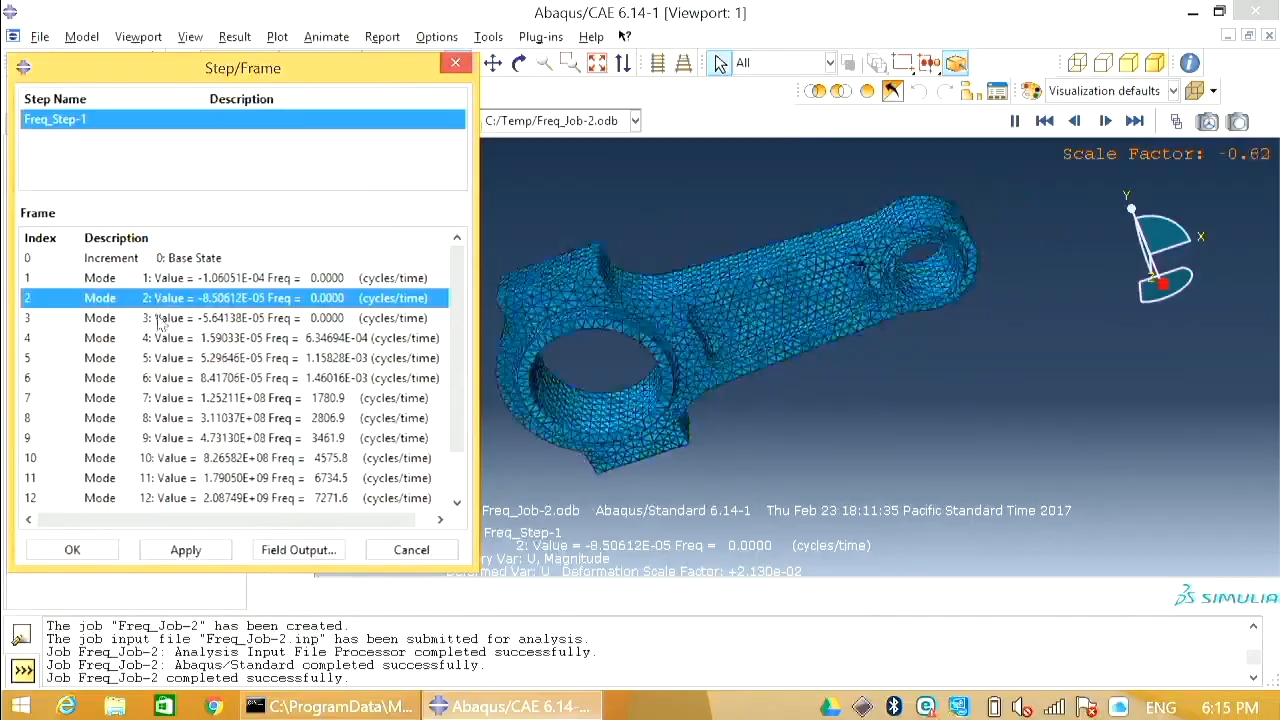 Abaqus/CAE 6.14-1 [Viewport: 1]
File Model Viewport View Result Plot Animate Report Options Tools Plug-ins Help
Step/Frame
All
Step Name Description
Visualization defaults
Freq_Step-1
C:/Temp/Freq_Job-2.odb
Scale Factor: -0.62
Y
X
Z
Frame
Index Description
0 Increment 0: Base State
1 Mode 1: Value = -1.06051E-04 Freq = 0.0000 (cycles/time)
2 Mode 2: Value = -8.50612E-05 Freq = 0.0000 (cycles/time)
3 Mode 3: Value = -5.64138E-05 Freq = 0.0000 (cycles/time)
4 Mode 4: Value = 1.59033E-05 Freq = 6.34694E-04 (cycles/time)
5 Mode 5: Value = 5.29646E-05 Freq = 1.15828E-03 (cycles/time)
6 Mode 6: Value = 8.41706E-05 Freq = 1.46016E-03 (cycles/time)
7 Mode 7: Value = 1.25211E+08 Freq = 1780.9 (cycles/time)
8 Mode 8: Value = 3.11037E+08 Freq = 2806.9 (cycles/time)
9 Mode 9: Value = 4.73130E+08 Freq = 3461.9 (cycles/time)
10 Mode 10: Value = 8.26582E+08 Freq = 4575.8 (cycles/time)
11 Mode 11: Value = 1.79050E+09 Freq = 6734.5 (cycles/time)
12 Mode 12: Value = 2.08749E+09 Freq = 7271.6 (cycles/time)
OK Apply Field Output... Cancel
Freq_Job-2.odb Abaqus/Standard 6.14-1 Thu Feb 23 18:11:35 Pacific Standard Time 2017
Freq_Step-1
2: Value = -8.50612E-05 Freq = 0.0000 (cycles/time)
ry Var: U, Magnitude
Deformed Var: U Deformation Scale Factor: +2.130e-02
SIMULIA
The job "Freq_Job-2" has been created.
The job input file "Freq_Job-2.inp" has been submitted for analysis.
Job Freq_Job-2: Analysis Input File Processor completed successfully.
Job Freq_Job-2: Abaqus/Standard completed successfully.
Job Freq_Job-2 completed successfully.
>>>
C:\ProgramData\M... Abaqus/CAE 6.14-... ENG 6:15 PM